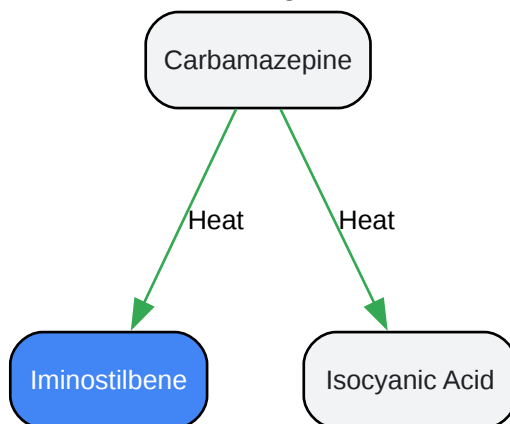 Carbamazepine
Heat
Heat
Iminostilbene
Isocyanic Acid